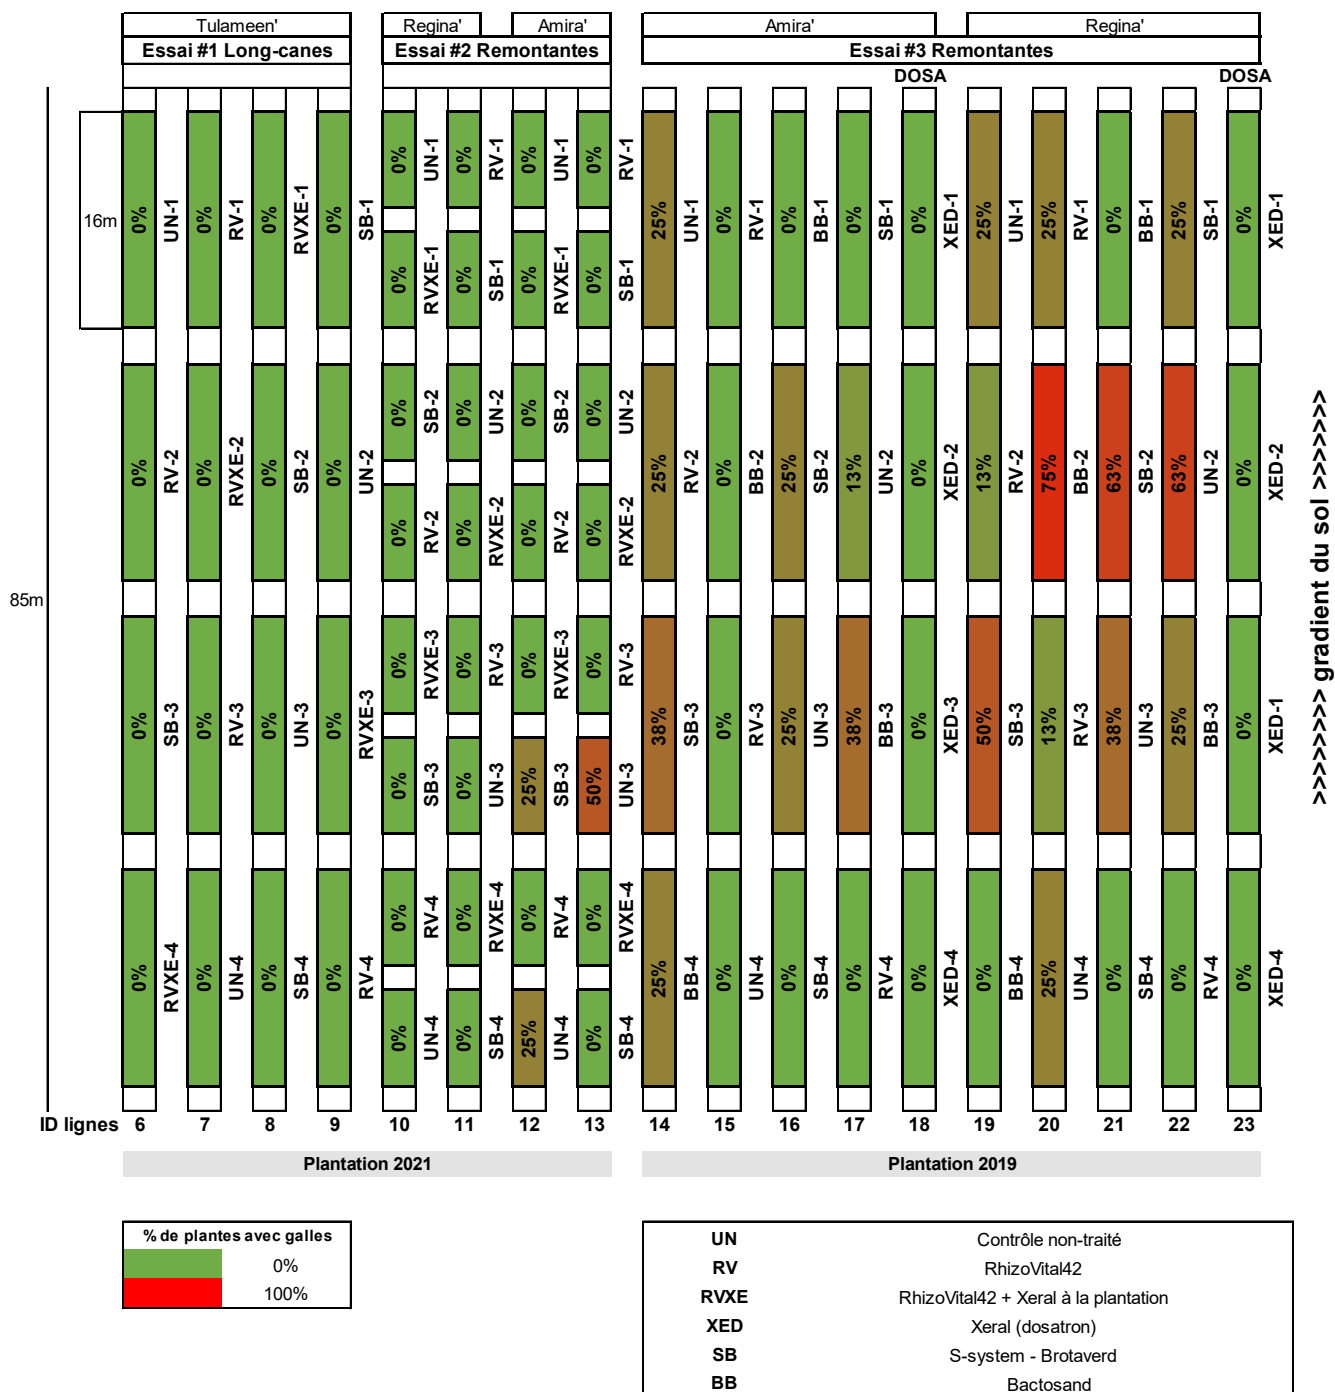 Tulameen' Regina' Amira' Amira' Regina'
Essai #1 Long-canes Essai #2 Remontantes Essai #3 Remontantes
DOSA DOSA
16m
0% UN-1 0% RV-1 0% RVXE-1 0% SB-1
0% UN-1 0% RV-1 0% UN-1 0% RV-1
0% RVXE-1 0% SB-1 0% RVXE-1 0% SB-1
25% UN-1 0% RV-1 0% BB-1 0% SB-1 0% XED-1 25% UN-1 25% RV-1 0% BB-1 25% SB-1 0% XED-1
0% RV-2 0% RVXE-2 0% SB-2 0% UN-2
0% SB-2 0% UN-2 0% SB-2 0% UN-2
0% RV-2 0% RVXE-2 0% RV-2 0% RVXE-2
25% RV-2 0% BB-2 25% SB-2 13% UN-2 0% XED-2 13% RV-2 75% BB-2 63% SB-2 63% UN-2 0% XED-2
85m
>>>>>>>> gradient du sol >>>>>>>
0% SB-3 0% RV-3 0% UN-3 0% RVXE-3
0% RVXE-3 0% RV-3 0% RVXE-3 0% RV-3
0% SB-3 0% UN-3 25% SB-3 50% UN-3
38% SB-3 0% RV-3 25% UN-3 38% BB-3 0% XED-3 50% SB-3 13% RV-3 38% UN-3 25% BB-3 0% XED-1
0% RVXE-4 0% UN-4 0% SB-4 0% RV-4
0% RV-4 0% RVXE-4 0% RV-4 0% RVXE-4
0% UN-4 0% SB-4 25% UN-4 0% SB-4
25% BB-4 0% UN-4 0% SB-4 0% RV-4 0% XED-4 0% BB-4 25% UN-4 0% SB-4 0% RV-4 0% XED-4
ID lignes 6 7 8 9 10 11 12 13 14 15 16 17 18 19 20 21 22 23
Plantation 2021 Plantation 2019
% de plantes avec galles
0%
100%
UN Contrôle non-traité
RV RhizoVital42
RVXE RhizoVital42 + Xeral à la plantation
XED Xeral (dosatron)
SB S-system - Brotaverd
BB Bactosand